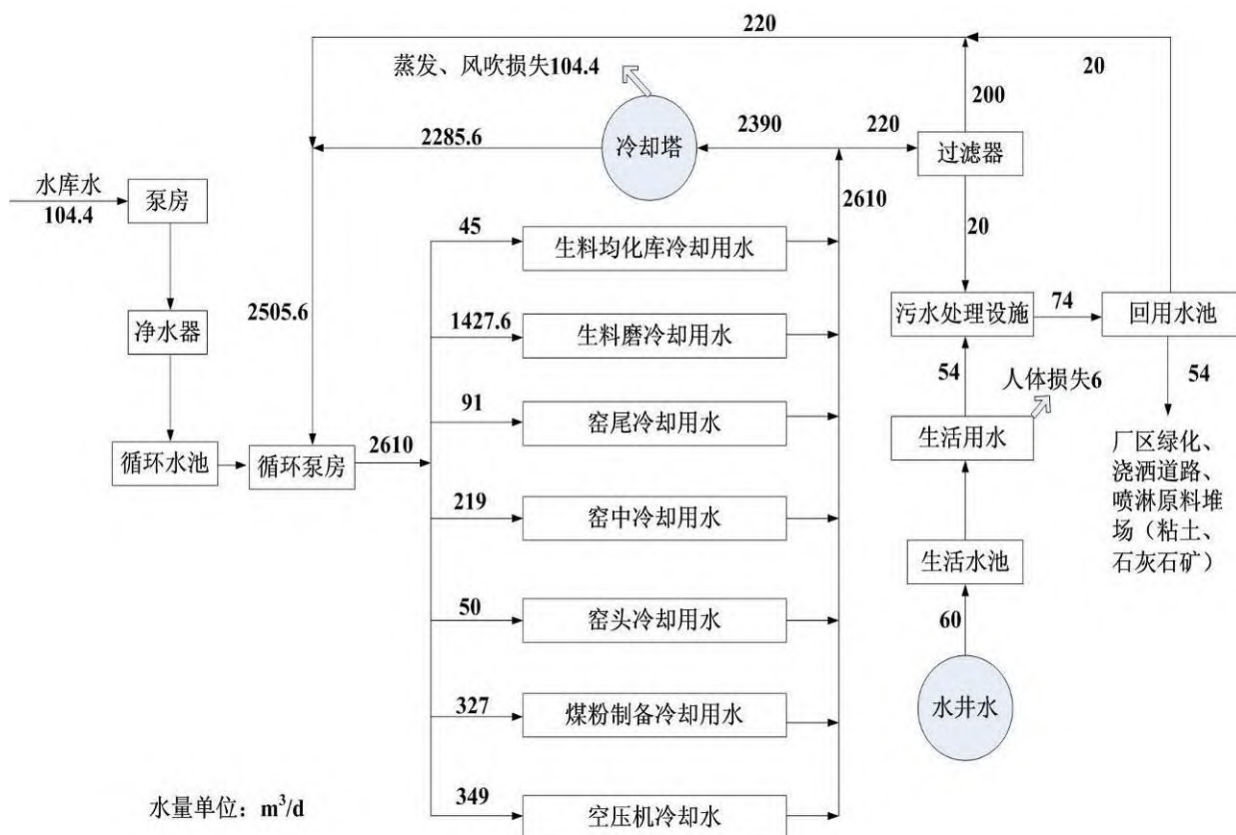 220
20
蒸发、风吹损失104.4
200
冷却塔
2285.6
2390
220
过滤器
水库水
104.4
泵房
2610
45
生料均化库冷却用水
20
净水器
2505.6
1427.6
生料磨冷却用水
污水处理设施
74
回用水池
54
人体损失6
54
91
窑尾冷却用水
生活用水
循环水池
循环泵房
2610
厂区绿化、
浇洒道路、
喷淋原料堆
场（粘土、
石灰石矿）
219
窑中冷却用水
生活水池
50
窑头冷却用水
60
327
煤粉制备冷却用水
水井水
349
空压机冷却水
水量单位：m³/d